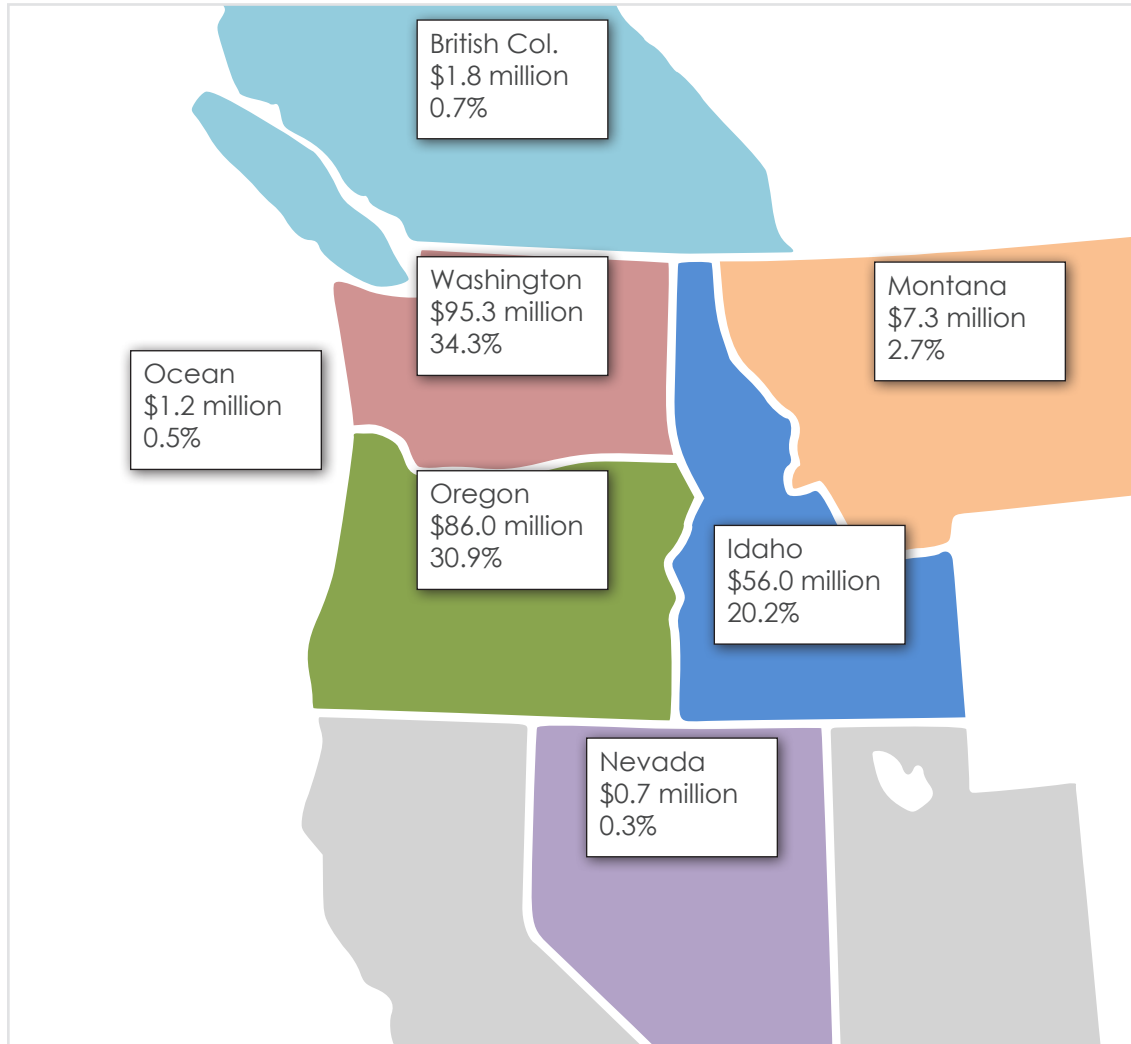 British Col.
$1.8 million
0.7%
Washington
$95.3 million
34.3%
Montana
$7.3 million
2.7%
Ocean
$1.2 million
0.5%
Oregon
$86.0 million
30.9%
Idaho
$56.0 million
20.2%
Nevada
$0.7 million
0.3%